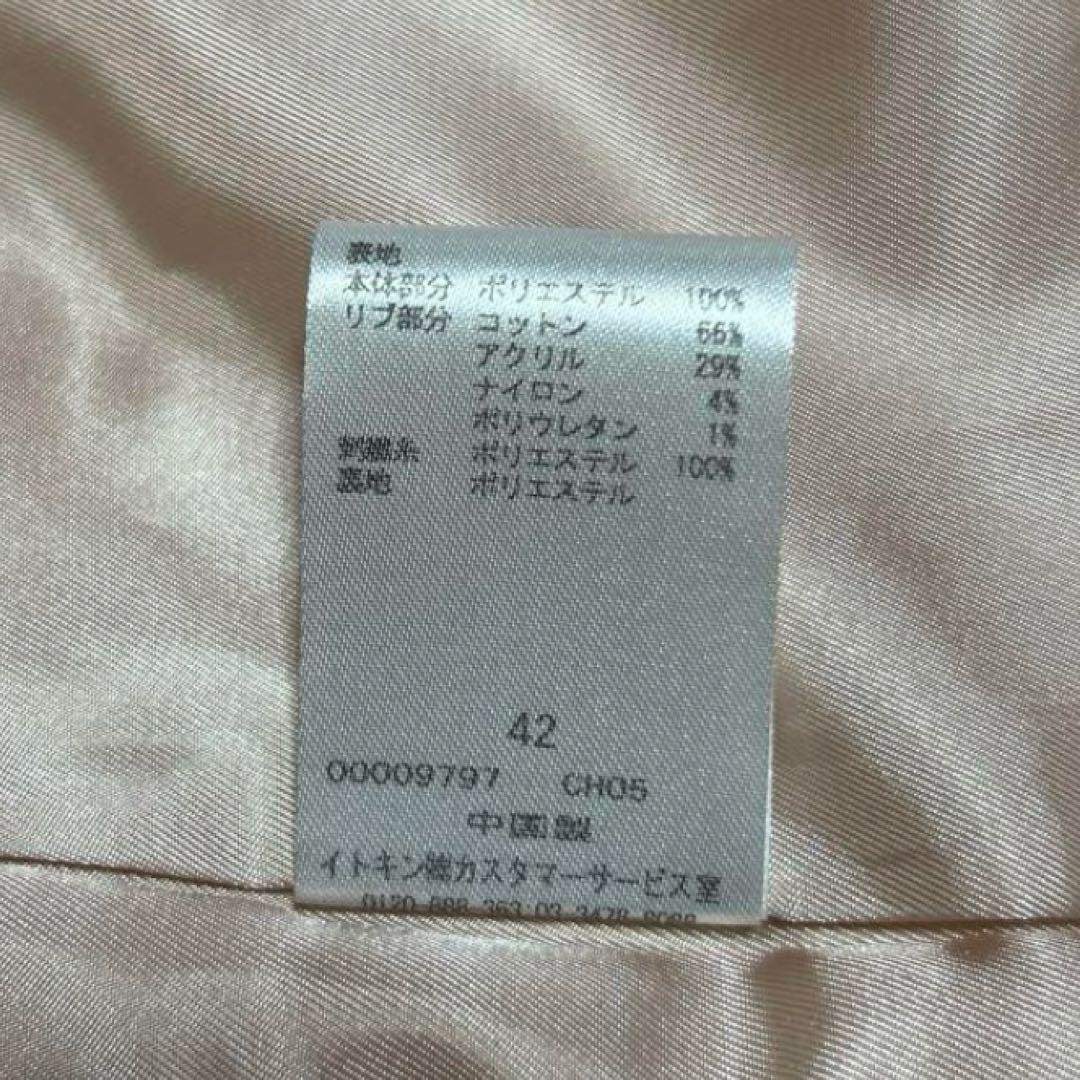 表地
本体部分 ポリエステル 100%
リブ部分 コットン 66%
アクリル 29%
ナイロン 4%
ポリウレタン 1%
刺繍糸 ポリエステル 100%
裏地 ポリエステル
42
00009797 CH05
中国製
イトキン㈱カスタマーサービス室